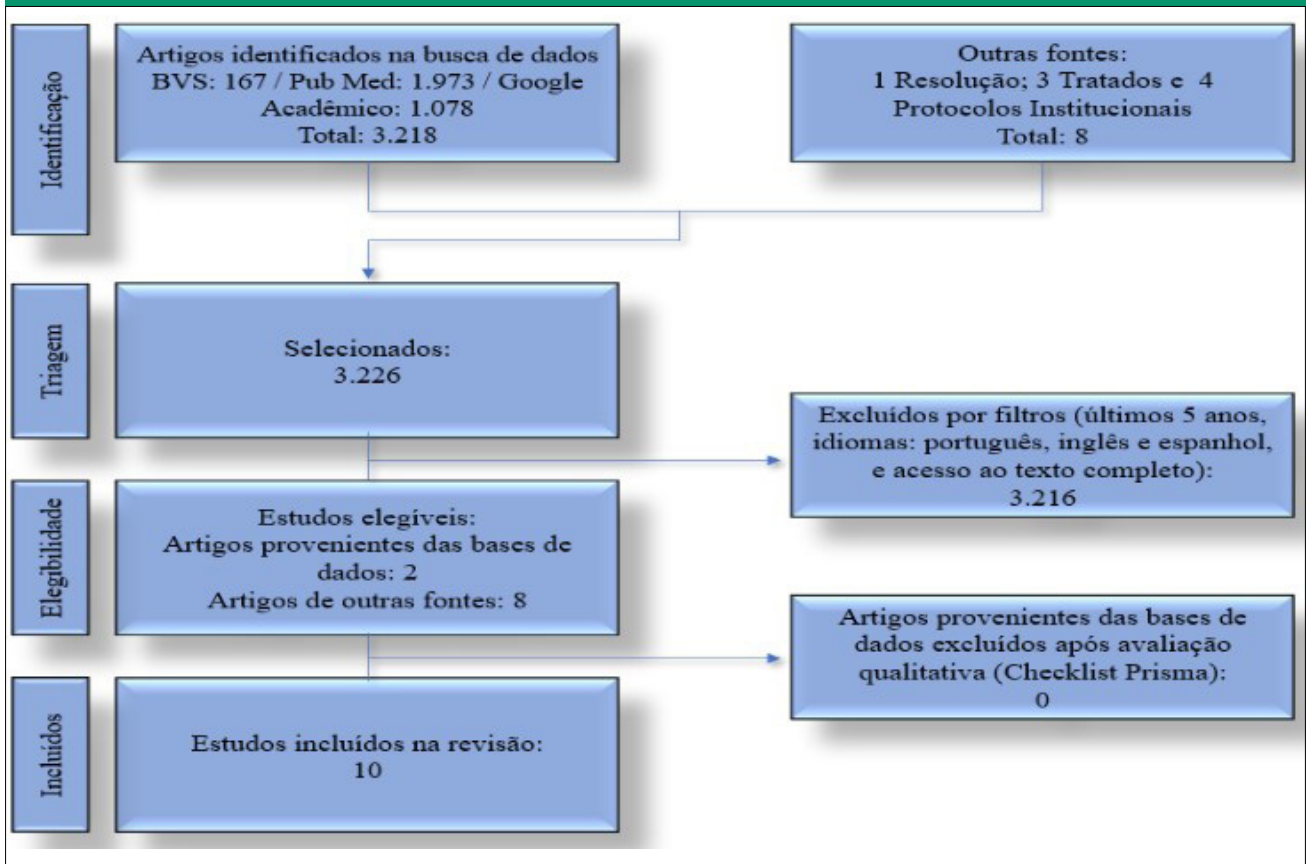 Identificação
Artigos identificados na busca de dados
BVS: 167 / Pub Med: 1.973 / Google
Acadêmico: 1.078
Total: 3.218
Outras fontes:
1 Resolução; 3 Tratados e 4
Protocolos Institucionais
Total: 8
Triagem
Selecionados:
3.226
Excluídos por filtros (últimos 5 anos,
idiomas: português, inglês e espanhol,
e acesso ao texto completo):
3.216
Elegibilidade
Estudos elegíveis:
Artigos provenientes das bases de
dados: 2
Artigos de outras fontes: 8
Artigos provenientes das bases de
dados excluídos após avaliação
qualitativa (Checklist Prisma):
0
Incluídos
Estudos incluídos na revisão:
10